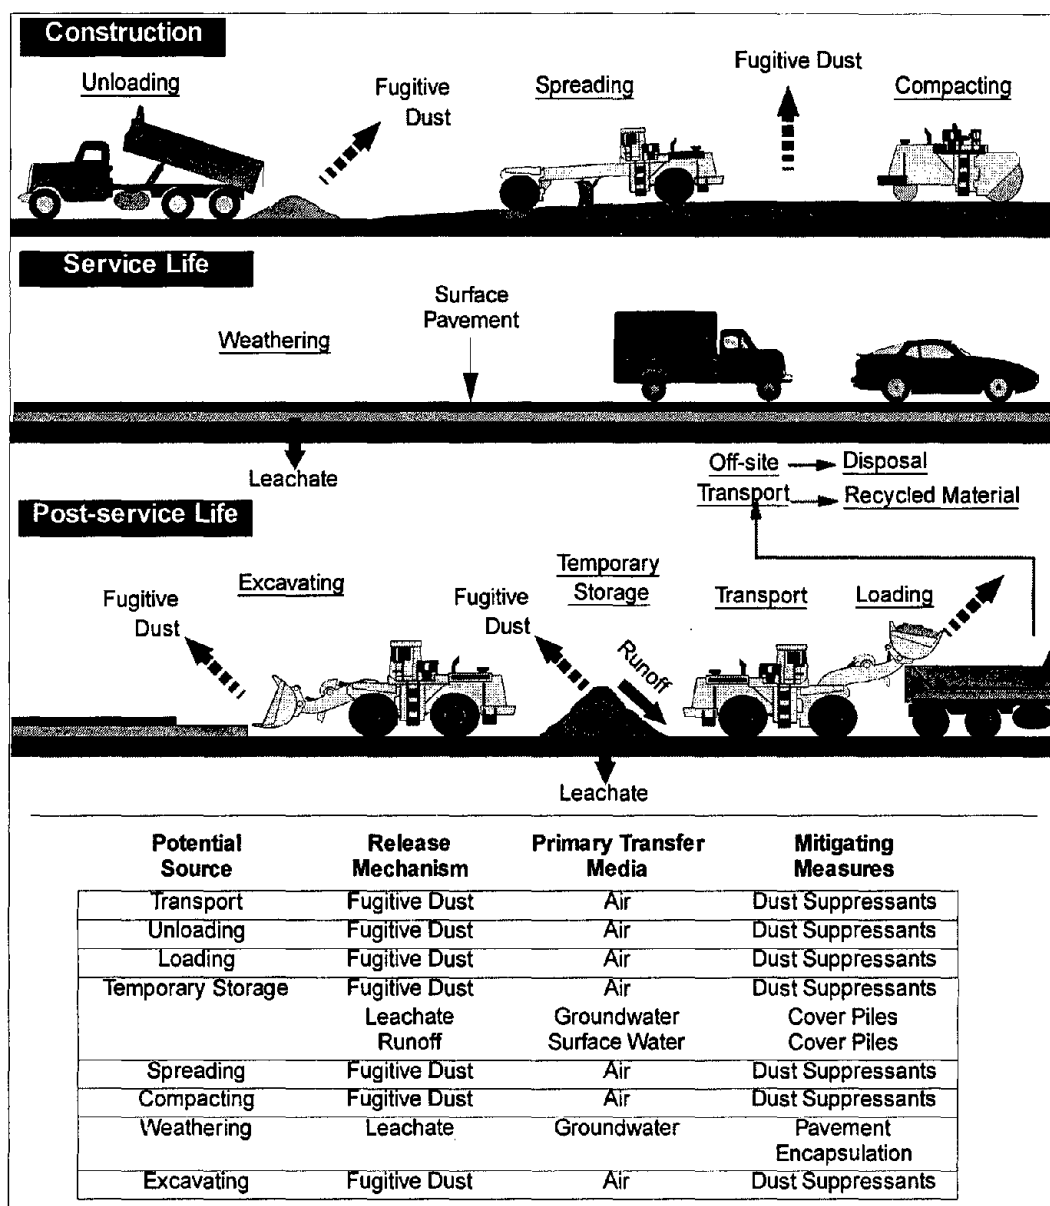 Construction
Unloading
Fugitive
Dust
Spreading
Fugitive Dust
Compacting
Service Life
Weathering
Surface
Pavement
Leachate
Off-site
Disposal
Transport
Recycled Material
Post-service Life
Fugitive
Dust
Excavating
Fugitive
Dust
Temporary
Storage
Runoff
Transport
Loading
Leachate
Potential Source Release Mechanism Primary Transfer Media Mitigating Measures
Transport Fugitive Dust Air Dust Suppressants
Unloading Fugitive Dust Air Dust Suppressants
Loading Fugitive Dust Air Dust Suppressants
Temporary Storage Fugitive Dust Air Dust Suppressants
Leachate Groundwater Cover Piles
Runoff Surface Water Cover Piles
Spreading Fugitive Dust Air Dust Suppressants
Compacting Fugitive Dust Air Dust Suppressants
Weathering Leachate Groundwater Pavement
Encapsulation
Excavating Fugitive Dust Air Dust Suppressants